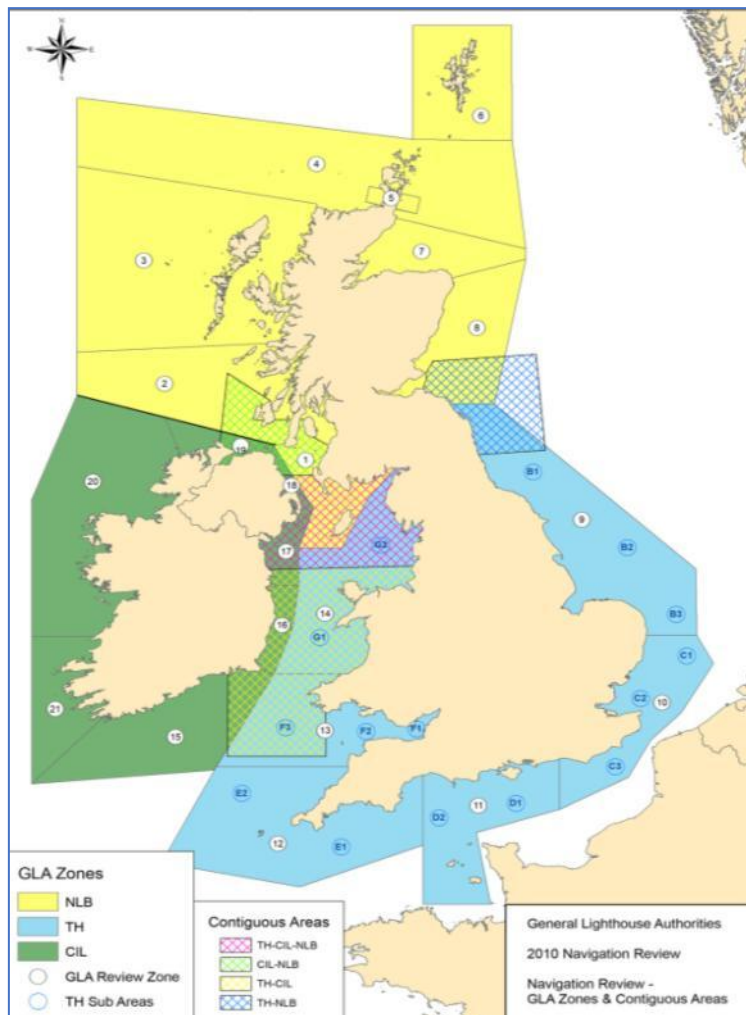 N
W E
S
6
4
5
3
7
8
2
19
1
20
18
B1
9
17
G2
B2
14
16
G1
B3
C1
C2
10
21
15
F3
13
F2
F1
C3
E2
D2
11
D1
12
E1
GLA Zones
NLB
TH
CIL
GLA Review Zone
TH Sub Areas
Contiguous Areas
TH-CIL-NLB
CIL-NLB
TH-CIL
TH-NLB
General Lighthouse Authorities
2010 Navigation Review
Navigation Review -
GLA Zones & Contiguous Areas